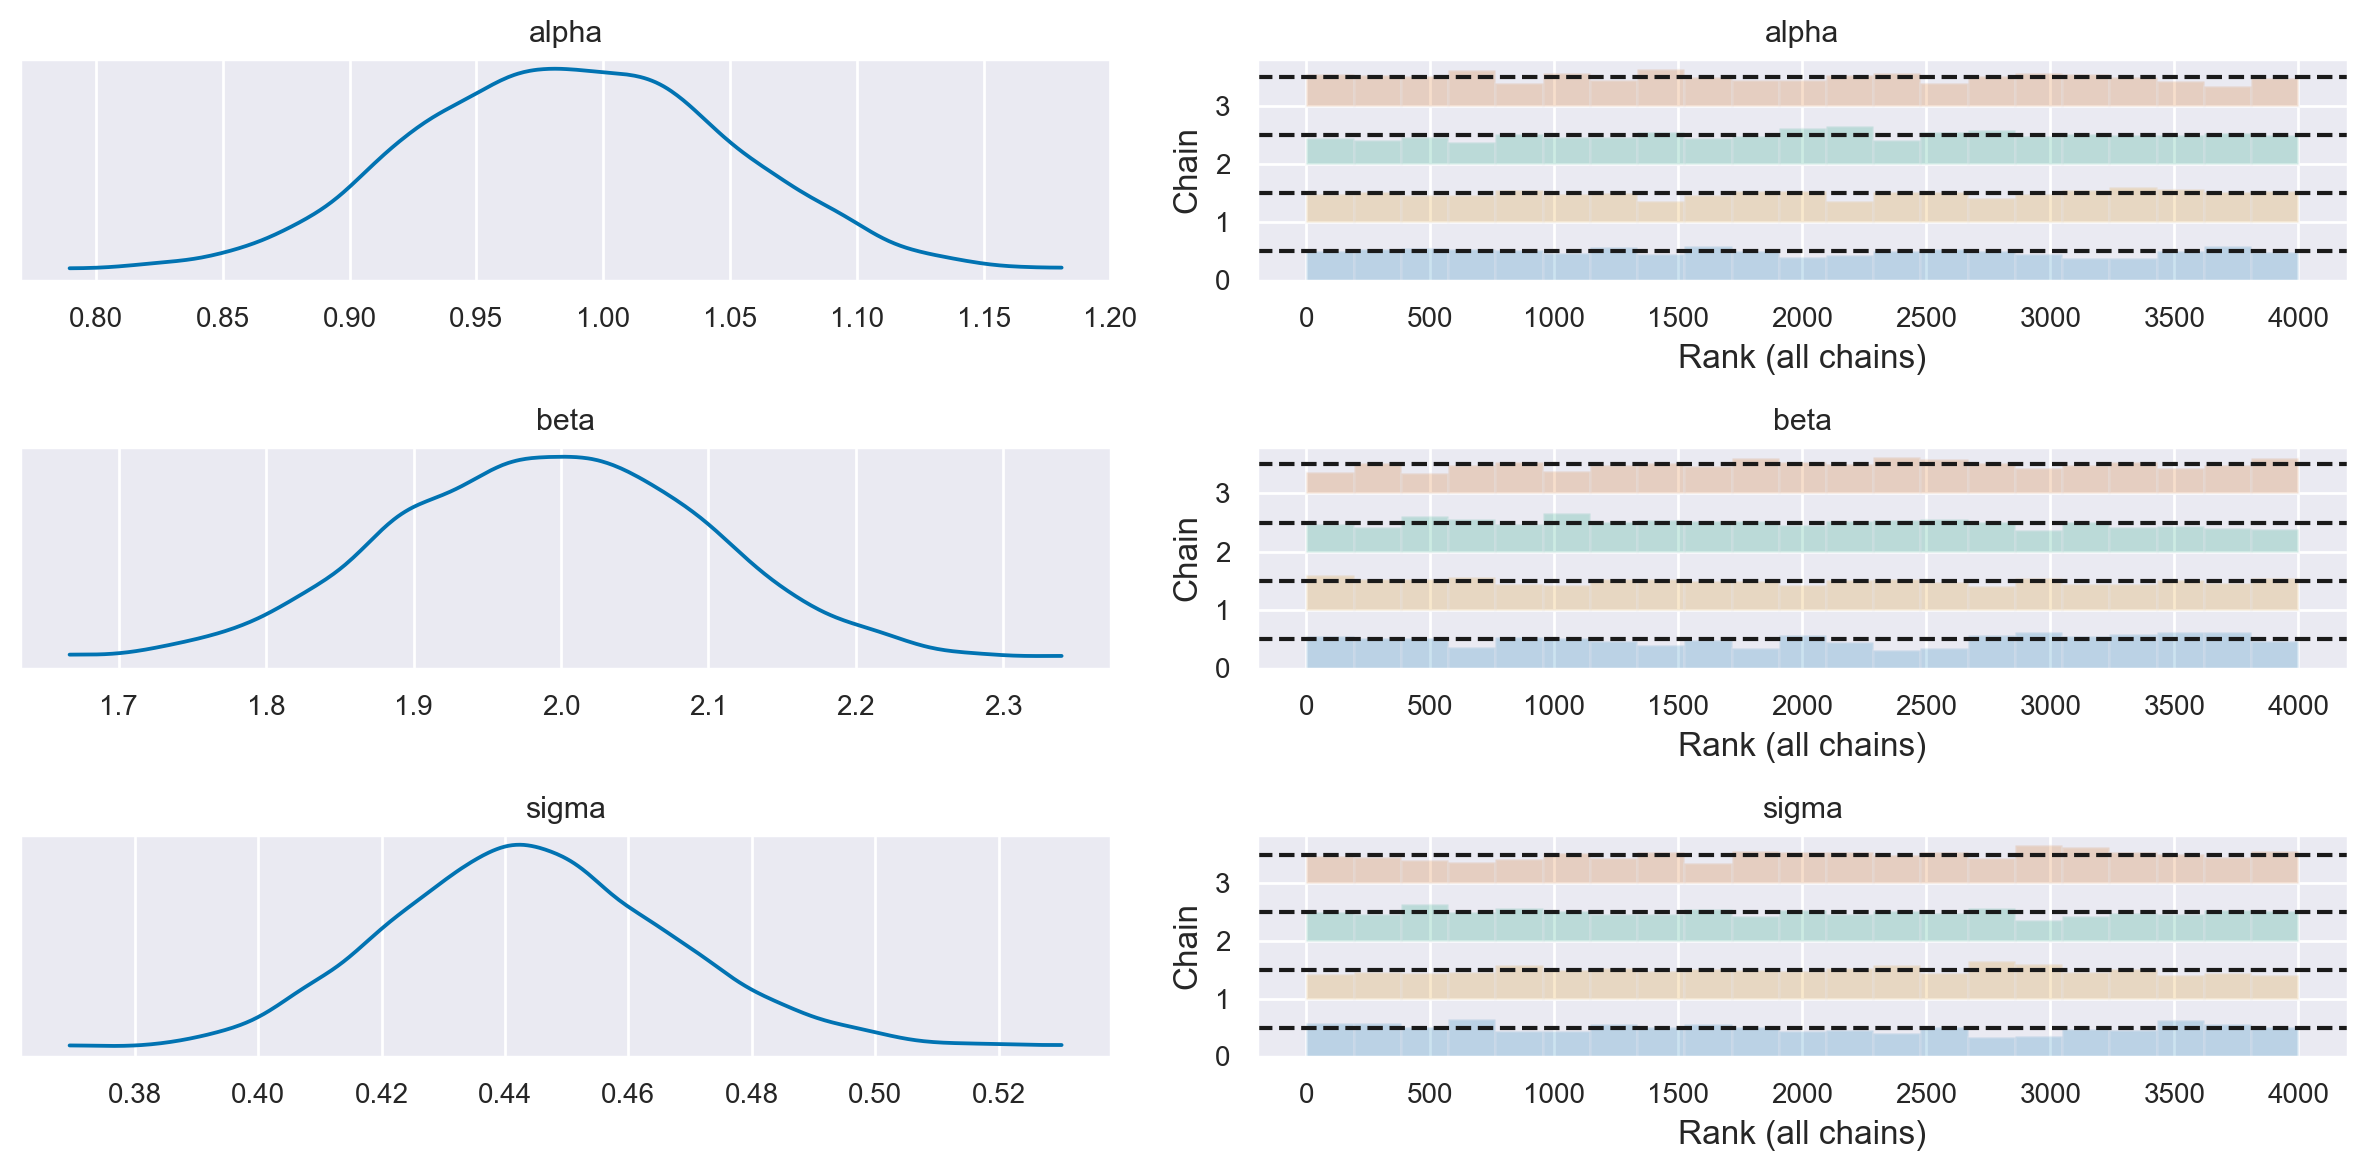 alpha
0.80 0.85 0.90 0.95 1.00 1.05 1.10 1.15 1.20
alpha
Chain
3
2
1
0
0 500 1000 1500 2000 2500 3000 3500 4000
Rank (all chains)
beta
1.7 1.8 1.9 2.0 2.1 2.2 2.3
beta
Chain
3
2
1
0
0 500 1000 1500 2000 2500 3000 3500 4000
Rank (all chains)
sigma
0.38 0.40 0.42 0.44 0.46 0.48 0.50 0.52
sigma
Chain
3
2
1
0
0 500 1000 1500 2000 2500 3000 3500 4000
Rank (all chains)